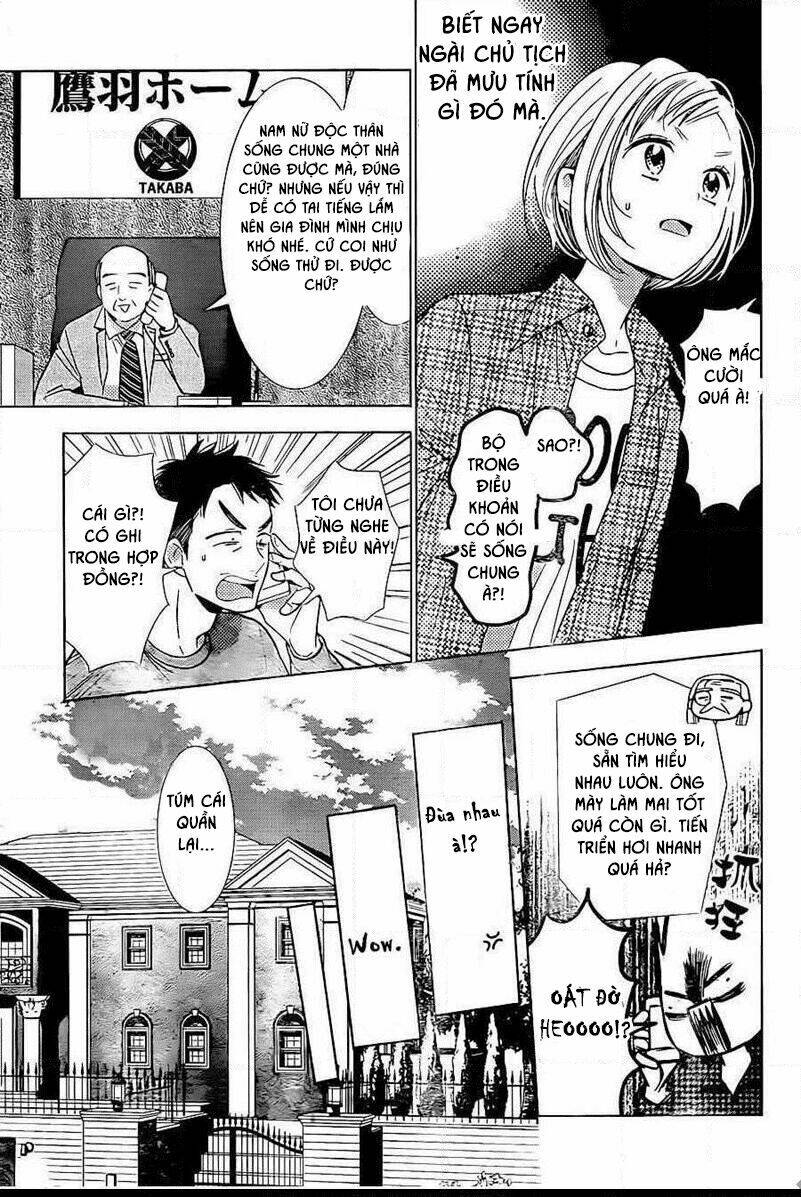 BIẾT NGAY
NGÀI CHỦ TỊCH
ĐÃ MƯU TÍNH
GÌ ĐÓ MÀ.
鷹羽ホーム
TAKABA
NAM NỮ ĐỘC THÂN
SỐNG CHUNG MỘT NHÀ
CŨNG ĐƯỢC MÀ, ĐÚNG
CHỨ? NHƯNG NẾU VẬY THÌ
DỄ CÓ TAI TIẾNG LẮM
NÊN GIA ĐÌNH MÌNH CHỊU
KHÓ NHÉ. CỨ COI NHƯ
SỐNG THỬ ĐI. ĐƯỢC
CHỨ?
ÔNG MẮC
CƯỜI
QUÁ À!
SAO?!
BỘ
TRONG
ĐIỀU
KHOẢN
CÓ NÓI
SẼ SỐNG
CHUNG
À?!
TÔI CHƯA
TỪNG NGHE
VỀ ĐIỀU NÀY!
CÁI GÌ?!
CÓ GHI
TRONG HỢP
ĐỒNG?!
SỐNG CHUNG ĐI,
SẴN TÌM HIỂU
NHAU LUÔN. ÔNG
MÀY LÀM MAI TỐT
QUÁ CÒN GÌ. TIẾN
TRIỂN HƠI NHANH
QUÁ HẢ?
抓
狂
OÁT ĐỜ
HEOOOO!?
Đùa nhau
à!?
Wow.
TÚM CÁI
QUẦN
LẠI...